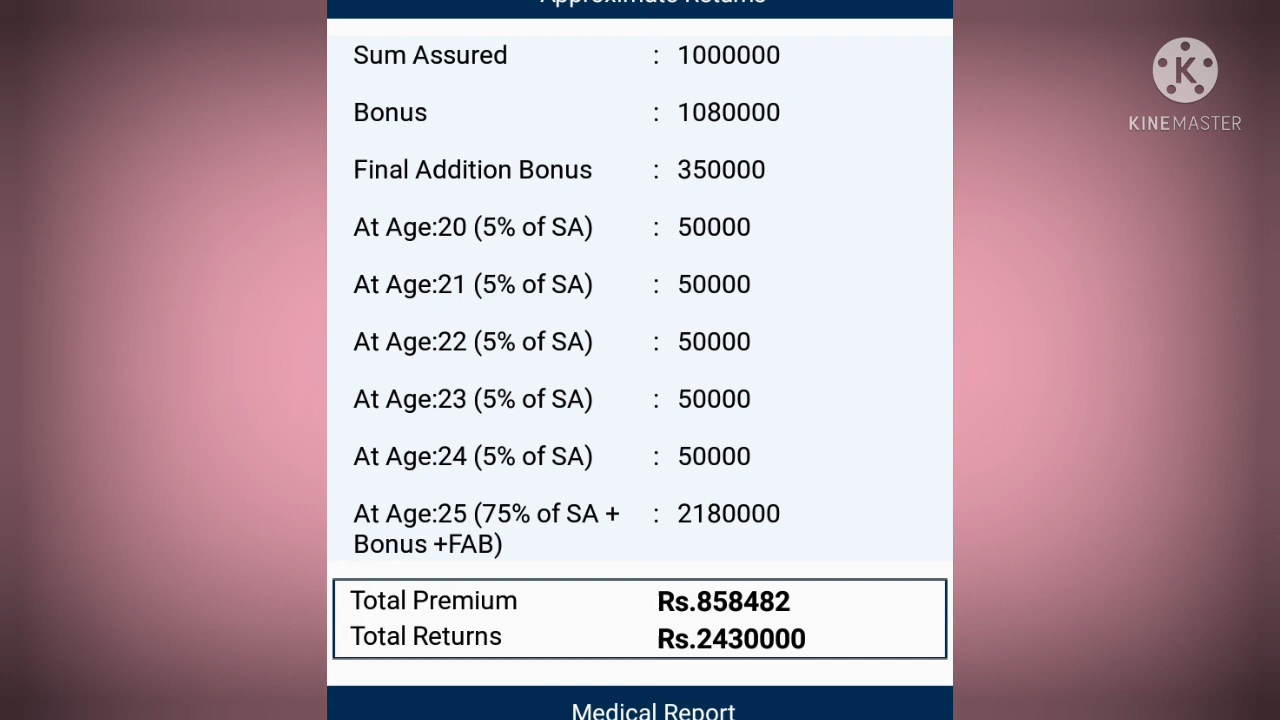 Approximate Returns
Sum Assured : 1000000
Bonus : 1080000
Final Addition Bonus : 350000
At Age:20 (5% of SA) : 50000
At Age:21 (5% of SA) : 50000
At Age:22 (5% of SA) : 50000
At Age:23 (5% of SA) : 50000
At Age:24 (5% of SA) : 50000
At Age:25 (75% of SA + : 2180000
Bonus +FAB)
Total Premium Rs.858482
Total Returns Rs.2430000
Medical Report
K
KINEMASTER